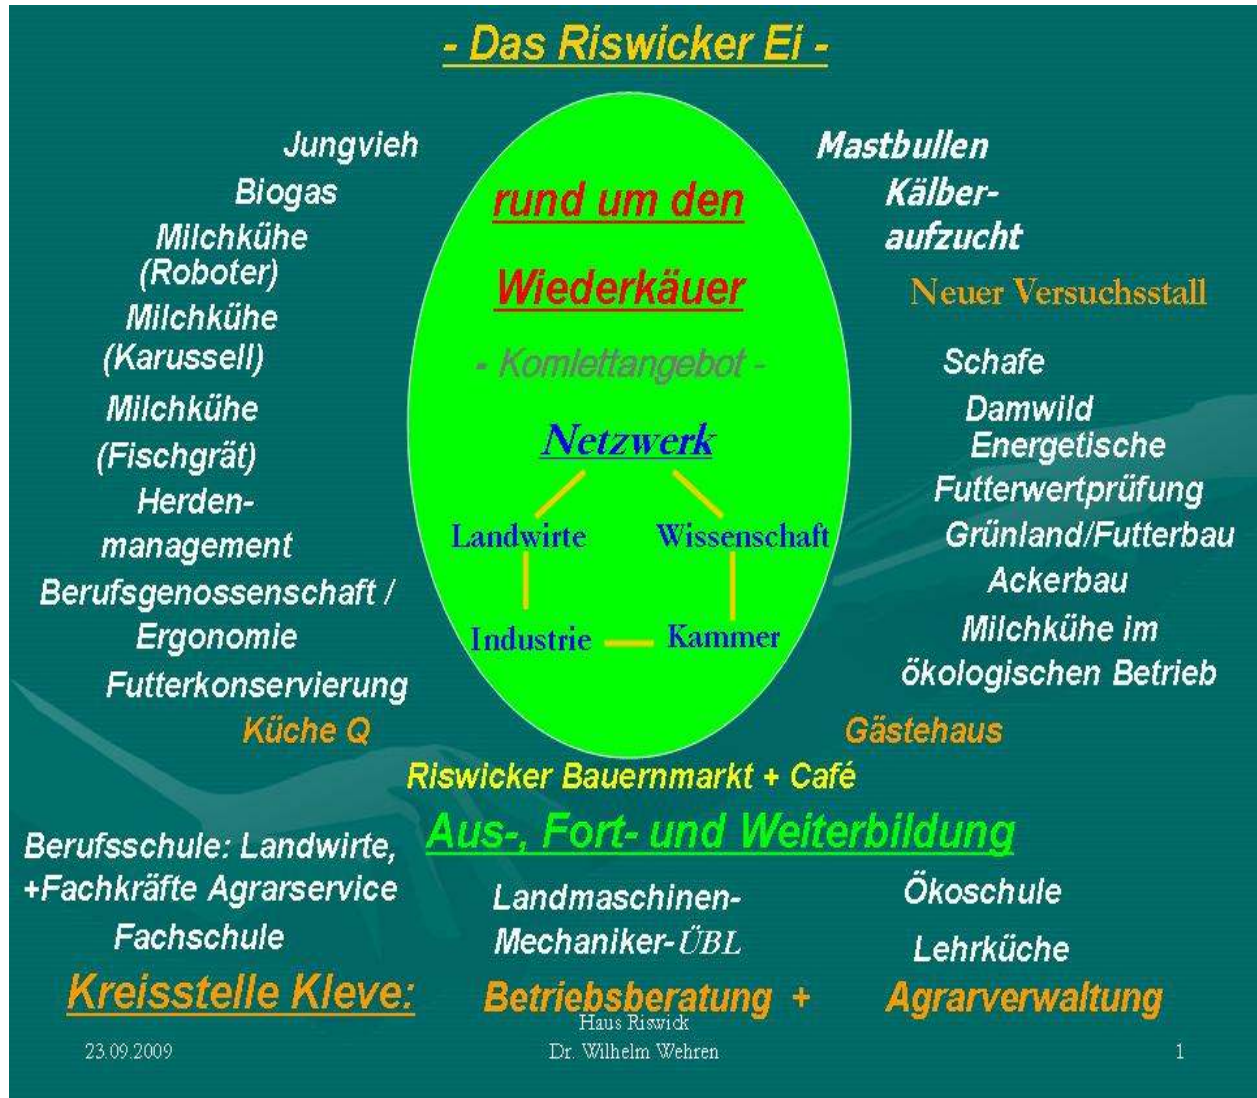 - Das Riswicker Ei -
Jungvieh
Biogas
Milchkühe
(Roboter)
Milchkühe
(Karussell)
Milchkühe
(Fischgrät)
Herden-
management
Berufsgenossenschaft /
Ergonomie
Futterkonservierung
Küche Q
rund um den
Wiederkäuer
- Komlettangebot -
Netzwerk
Landwirte
Wissenschaft
Industrie
Kammer
Mastbullen
Kälber-
aufzucht
Neuer Versuchsstall
Schafe
Damwild
Energetische
Futterwertprüfung
Grünland/Futterbau
Ackerbau
Milchkühe im
ökologischen Betrieb
Gästehaus
Riswicker Bauernmarkt + Café
Aus-, Fort- und Weiterbildung
Berufsschule: Landwirte,
+Fachkräfte Agrarservice
Fachschule
Landmaschinen-
Mechaniker-ÜBL
Ökoschule
Lehrküche
Kreisstelle Kleve: Betriebsberatung + Agrarverwaltung
23.09.2009
Haus Riswick
Dr. Wilhelm Wehren
1